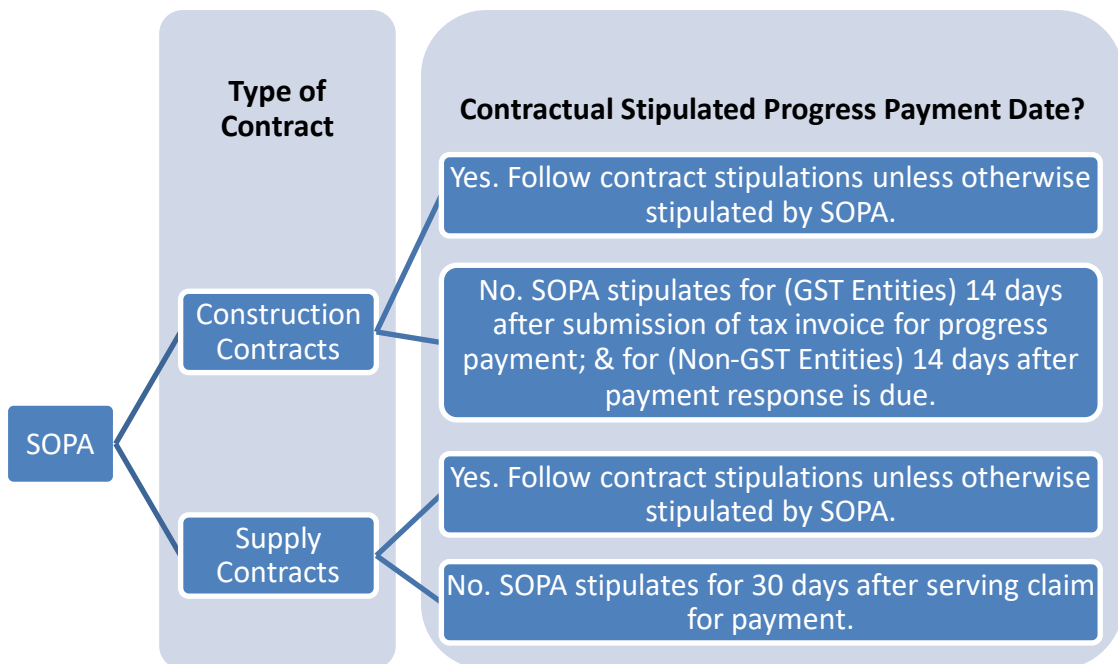 Type of
Contract
Contractual Stipulated Progress Payment Date?
SOPA
Construction
Contracts
Yes. Follow contract stipulations unless otherwise
stipulated by SOPA.
No. SOPA stipulates for (GST Entities) 14 days
after submission of tax invoice for progress
payment; & for (Non-GST Entities) 14 days after
payment response is due.
Supply
Contracts
Yes. Follow contract stipulations unless otherwise
stipulated by SOPA.
No. SOPA stipulates for 30 days after serving claim
for payment.